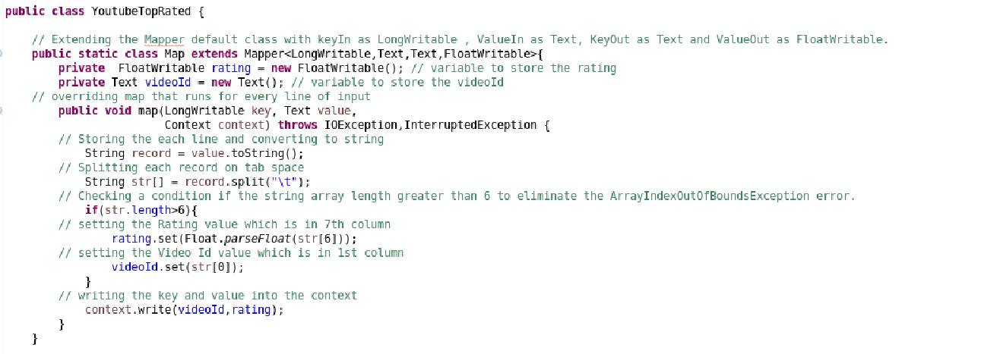 public class YoutubeTopRated {
// Extending the Mapper default class with keyIn as LongWritable , ValueIn as Text, KeyOut as Text and ValueOut as FloatWritable.
public static class Map extends Mapper<LongWritable,Text,Text,FloatWritable>{
private  FloatWritable rating = new FloatWritable(); // variable to store the rating
private Text videoId = new Text(); // variable to store the videoId
// overriding map that runs for every line of input
public void map(LongWritable key, Text value,
Context context) throws IOException,InterruptedException {
// Storing the each line and converting to string
String record = value.toString();
// Splitting each record on tab space
String str[] = record.split("\t");
// Checking a condition if the string array length greater than 6 to eliminate the ArrayIndexOutOfBoundsException error.
if(str.length>6){
// setting the Rating value which is in 7th column
rating.set(Float.parseFloat(str[6]));
// setting the Video Id value which is in 1st column
videoId.set(str[0]);
}
// writing the key and value into the context
context.write(videoId,rating);
}
}